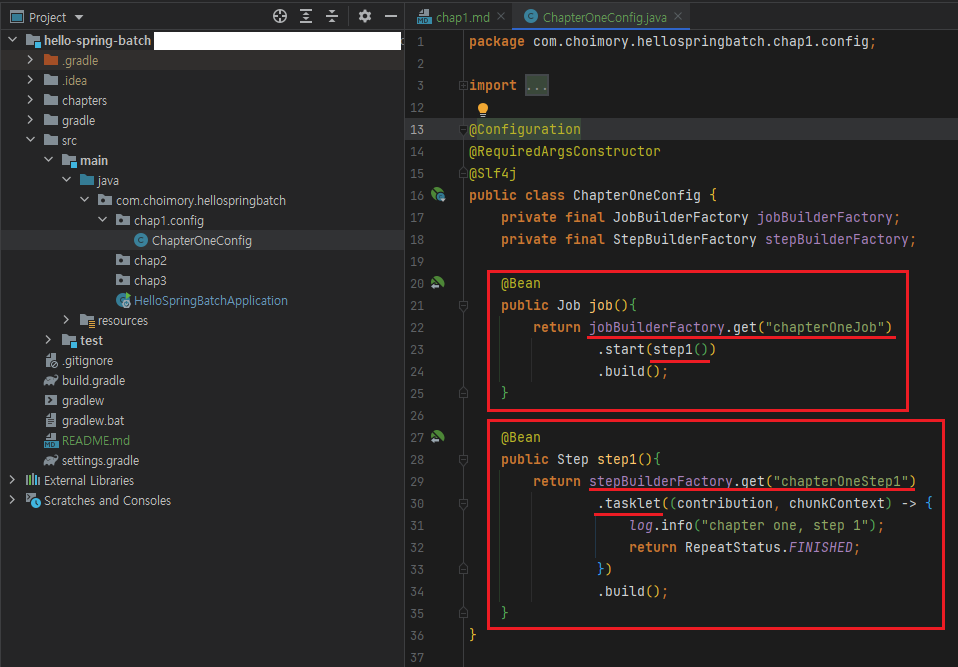 Project
hello-spring-batch
.gradle
.idea
chapters
gradle
src
main
java
com.choimory.hellospringbatch
chap1.config
ChapterOneConfig
chap2
chap3
HelloSpringBatchApplication
resources
test
.gitignore
build.gradle
gradlew
gradlew.bat
README.md
settings.gradle
External Libraries
Scratches and Consoles
chap1.md
ChapterOneConfig.java
1 package com.choimory.hellospringbatch.chap1.config;
2
3 import ...
12
13 @Configuration
14 @RequiredArgsConstructor
15 @Slf4j
16 public class ChapterOneConfig {
17 private final JobBuilderFactory jobBuilderFactory;
18 private final StepBuilderFactory stepBuilderFactory;
19
20 @Bean
21 public Job job(){
22 return jobBuilderFactory.get("chapterOneJob")
23 .start(step1())
24 .build();
25 }
26
27 @Bean
28 public Step step1(){
29 return stepBuilderFactory.get("chapterOneStep1")
30 .tasklet((contribution, chunkContext) -> {
31 log.info("chapter one, step 1");
32 return RepeatStatus.FINISHED;
33 })
34 .build();
35 }
36 }
37